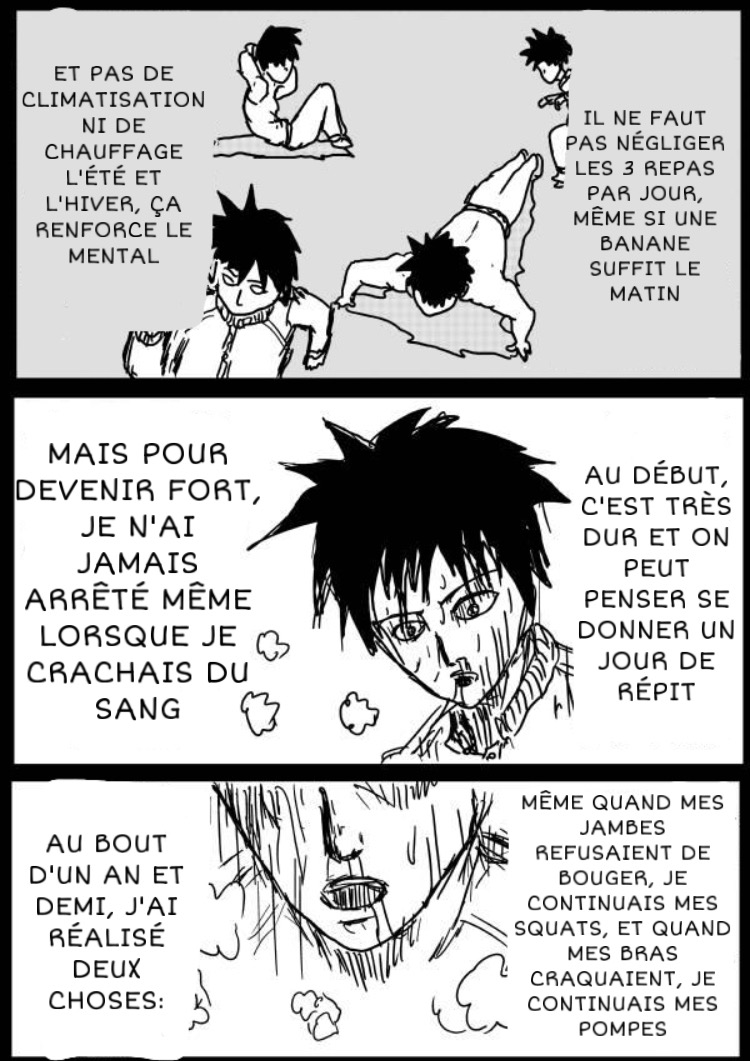 IL NE FAUT
PAS NÉGLIGER
LES 3 REPAS
PAR JOUR,
MÊME SI UNE
BANANE
SUFFIT LE
MATIN
ET PAS DE
CLIMATISATION
NI DE
CHAUFFAGE
L'ÉTÉ ET
L'HIVER, ÇA
RENFORCE LE
MENTAL
AU DÉBUT,
C'EST TRÈS
DUR ET ON
PEUT
PENSER SE
DONNER UN
JOUR DE
RÉPIT
MAIS POUR
DEVENIR FORT,
JE N'AI
JAMAIS
ARRÊTÉ MÊME
LORSQUE JE
CRACHAIS DU
SANG
MÊME QUAND MES
JAMBES
REFUSAIENT DE
BOUGER, JE
CONTINUAIS MES
SQUATS, ET QUAND
MES BRAS
CRAQUAIENT, JE
CONTINUAIS MES
POMPES
AU BOUT
D'UN AN ET
DEMI, J'AI
RÉALISÉ
DEUX
CHOSES: